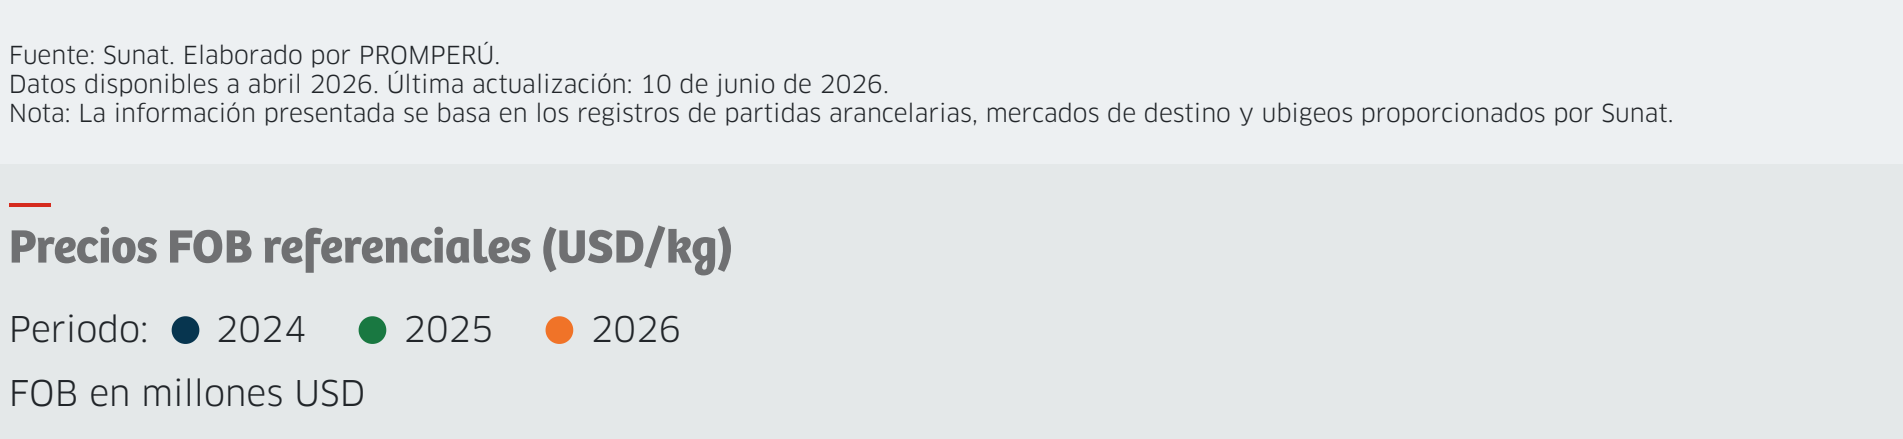 Fuente: Sunat. Elaborado por PROMPERÚ.
Datos disponibles a abril 2026. Última actualización: 10 de junio de 2026.
Nota: La información presentada se basa en los registros de partidas arancelarias, mercados de destino y ubigeos proporcionados por Sunat.
Precios FOB referenciales (USD/kg)
Periodo: 2024 2025 2026
FOB en millones USD